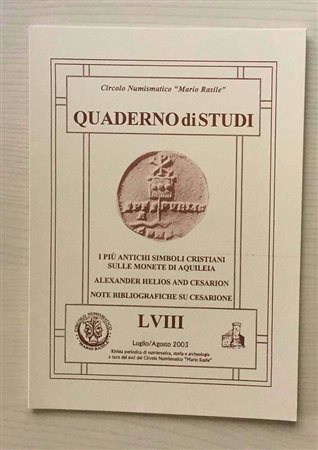 Circolo Numismatico "Mario Rasile"
QUADERNO di STUDI
I PIÙ ANTICHI SIMBOLI CRISTIANI
SULLE MONETE DI AQUILEIA
ALEXANDER HELIOS AND CESARION
NOTE BIBLIOGRAFICHE SU CESARIONE
LVIII
Luglio/Agosto 2003
Rivista periodica di numismatica, storia e archeologia
a cura dei soci del Circolo Numismatico "Mario Rasile"